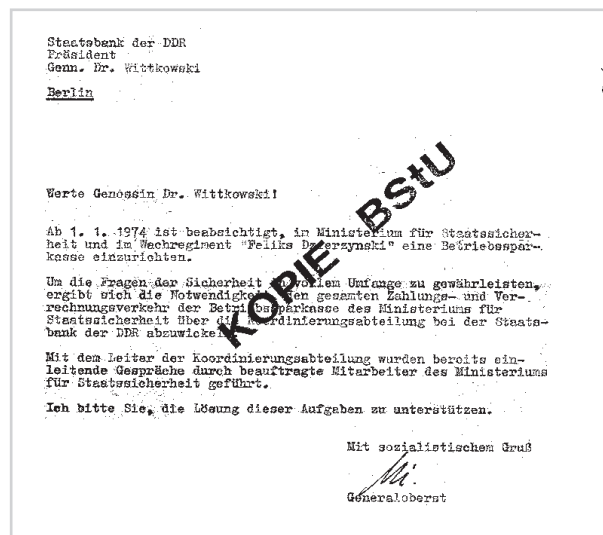 Staatsbank der DDR
Präsident
Genn. Dr. Wittkowski
Berlin
Werte Genossin Dr. Wittkowski!
Ab 1. 1. 1974 ist beabsichtigt, im Ministerium für Staatssicher-
heit und im Wachregiment "Feliks Dzierzynski" eine Betriebsspar-
kasse einzurichten.
Um die Fragen der Sicherheit in vollem Umfange zu gewährleisten,
ergibt sich die Notwendigkeit, den gesamten Zahlungs- und Ver-
rechnungsverkehr der Betriebssparkasse des Ministeriums für
Staatssicherheit über die Koordinierungsabteilung bei der Staats-
bank der DDR abzuwickeln.
Mit dem Leiter der Koordinierungsabteilung wurden bereits ein-
leitende Gespräche durch beauftragte Mitarbeiter des Ministeriums
für Staatssicherheit geführt.
Ich bitte Sie, die Lösung dieser Aufgaben zu unterstützen.
Mit sozialistischem Gruß
Mi.
Generaloberst
KOPIE BStU